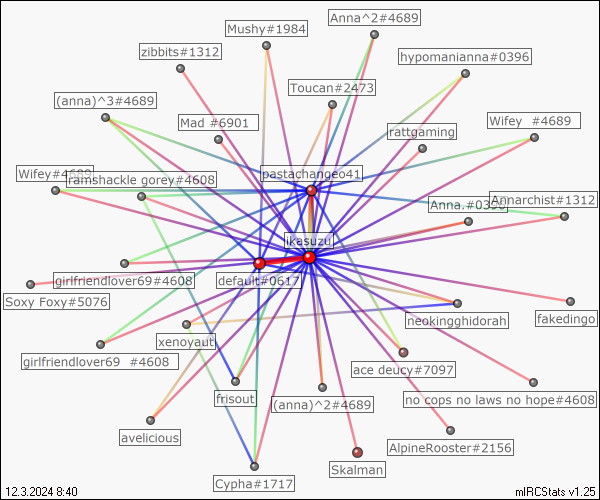 Anna^2#4689
Mushy#1984
zibbits#1312
hypomanianna#0396
Toucan#2473
(anna)^3#4689
Mad #6901
rattgaming
Wifey #4689
pastachangeo41
Wifey#4689
ramshackle gorey#4608
Annarchist#1312
Anna.#0396
ikasuzu
girlfriendlover69#4608
default#0617
Soxy Foxy#5076
neokingghidorah
fakedingo
xenoyaut
girlfriendlover69 #4608
ace deucy#7097
frisout
(anna)^2#4689
no cops no laws no hope#4608
avelicious
AlpineRooster#2156
Skalman
Cypha#1717
12.3.2024 8:40
mIRCStats v1.25